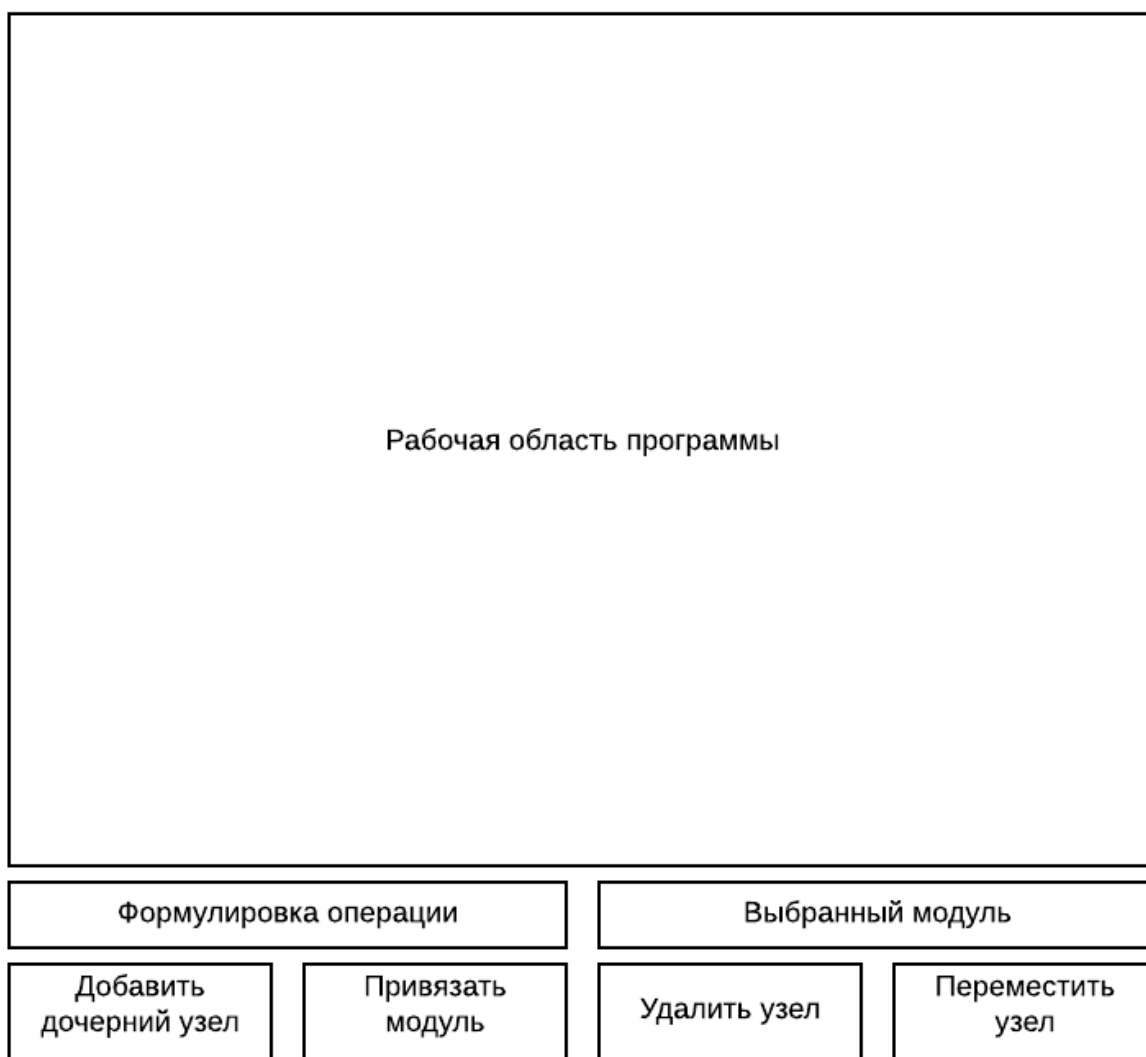 Рабочая область программы
Формулировка операции
Выбранный модуль
Добавить
дочерний узел
Привязать
модуль
Удалить узел
Переместить
узел